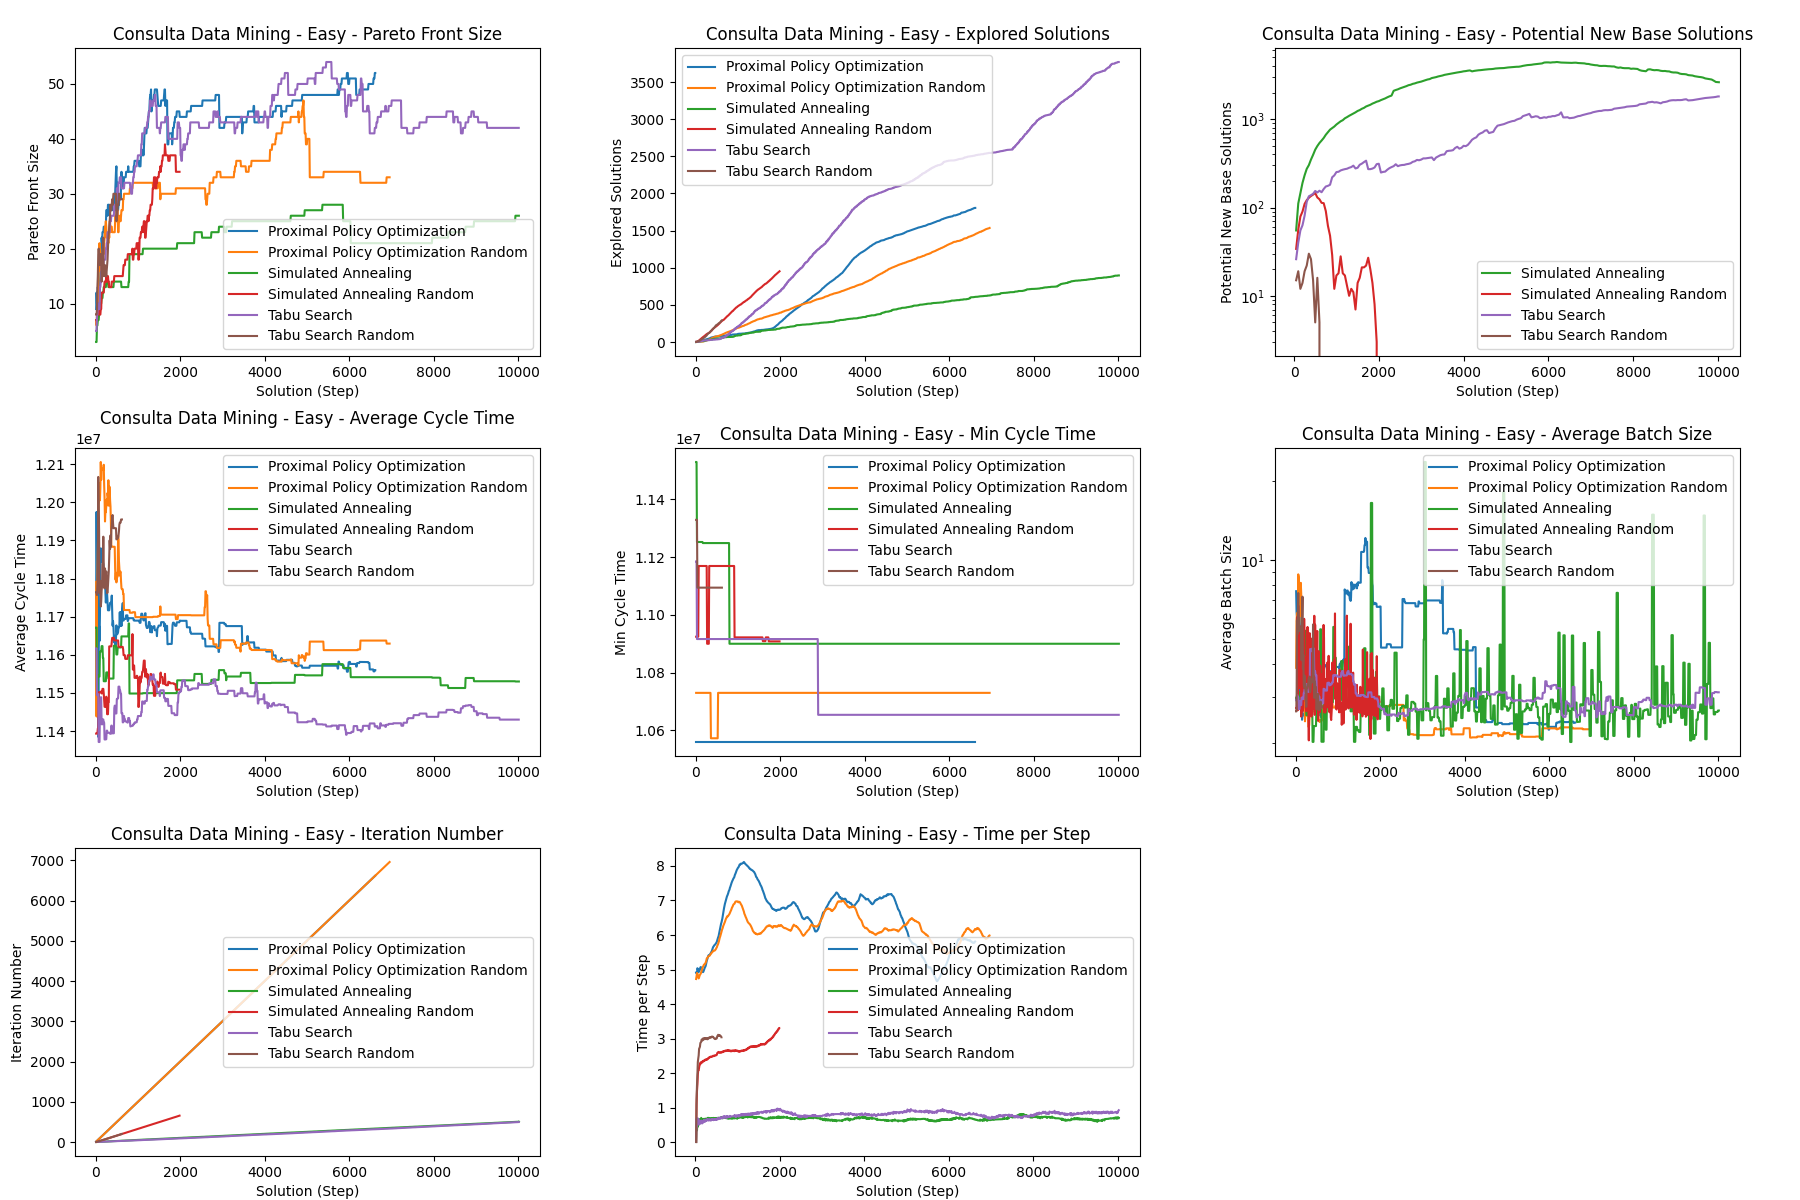 Consulta Data Mining - Easy - Pareto Front Size
Pareto Front Size
50
40
30
20
10
Proximal Policy Optimization
Proximal Policy Optimization Random
Simulated Annealing
Simulated Annealing Random
Tabu Search
Tabu Search Random
0 2000 4000 6000 8000 10000
Solution (Step)
Consulta Data Mining - Easy - Explored Solutions
Explored Solutions
3500
3000
2500
2000
1500
1000
500
0
Proximal Policy Optimization
Proximal Policy Optimization Random
Simulated Annealing
Simulated Annealing Random
Tabu Search
Tabu Search Random
0 2000 4000 6000 8000 10000
Solution (Step)
Consulta Data Mining - Easy - Potential New Base Solutions
Potential New Base Solutions
10³
10²
10¹
Simulated Annealing
Simulated Annealing Random
Tabu Search
Tabu Search Random
0 2000 4000 6000 8000 10000
Solution (Step)
Consulta Data Mining - Easy - Average Cycle Time
1e7
Average Cycle Time
1.21
1.20
1.19
1.18
1.17
1.16
1.15
1.14
Proximal Policy Optimization
Proximal Policy Optimization Random
Simulated Annealing
Simulated Annealing Random
Tabu Search
Tabu Search Random
0 2000 4000 6000 8000 10000
Solution (Step)
Consulta Data Mining - Easy - Min Cycle Time
1e7
Min Cycle Time
1.14
1.12
1.10
1.08
1.06
Proximal Policy Optimization
Proximal Policy Optimization Random
Simulated Annealing
Simulated Annealing Random
Tabu Search
Tabu Search Random
0 2000 4000 6000 8000 10000
Solution (Step)
Consulta Data Mining - Easy - Average Batch Size
Average Batch Size
10¹
Proximal Policy Optimization
Proximal Policy Optimization Random
Simulated Annealing
Simulated Annealing Random
Tabu Search
Tabu Search Random
0 2000 4000 6000 8000 10000
Solution (Step)
Consulta Data Mining - Easy - Iteration Number
Iteration Number
7000
6000
5000
4000
3000
2000
1000
0
Proximal Policy Optimization
Proximal Policy Optimization Random
Simulated Annealing
Simulated Annealing Random
Tabu Search
Tabu Search Random
0 2000 4000 6000 8000 10000
Solution (Step)
Consulta Data Mining - Easy - Time per Step
Time per Step
8
7
6
5
4
3
2
1
0
Proximal Policy Optimization
Proximal Policy Optimization Random
Simulated Annealing
Simulated Annealing Random
Tabu Search
Tabu Search Random
0 2000 4000 6000 8000 10000
Solution (Step)